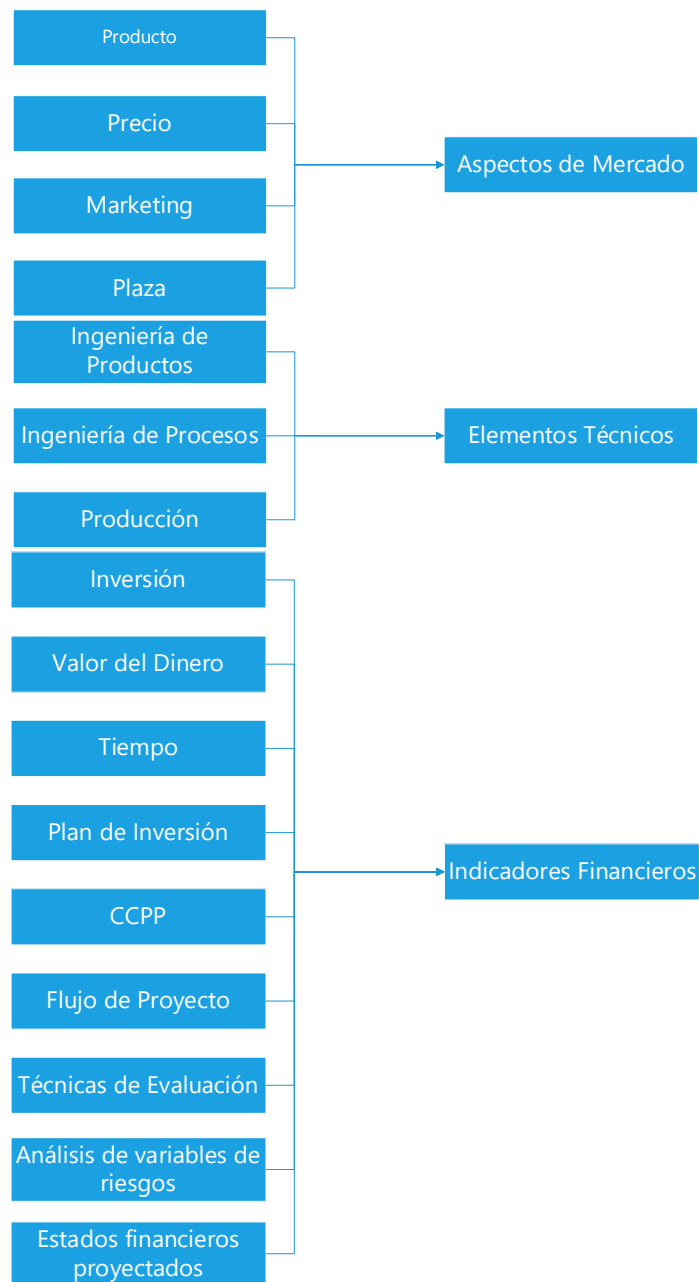 Producto
Precio
Marketing
Plaza
Aspectos de Mercado
Ingeniería de
Productos
Ingeniería de Procesos
Producción
Elementos Técnicos
Inversión
Valor del Dinero
Tiempo
Plan de Inversión
CCPP
Flujo de Proyecto
Técnicas de Evaluación
Análisis de variables de
riesgos
Estados financieros
proyectados
Indicadores Financieros